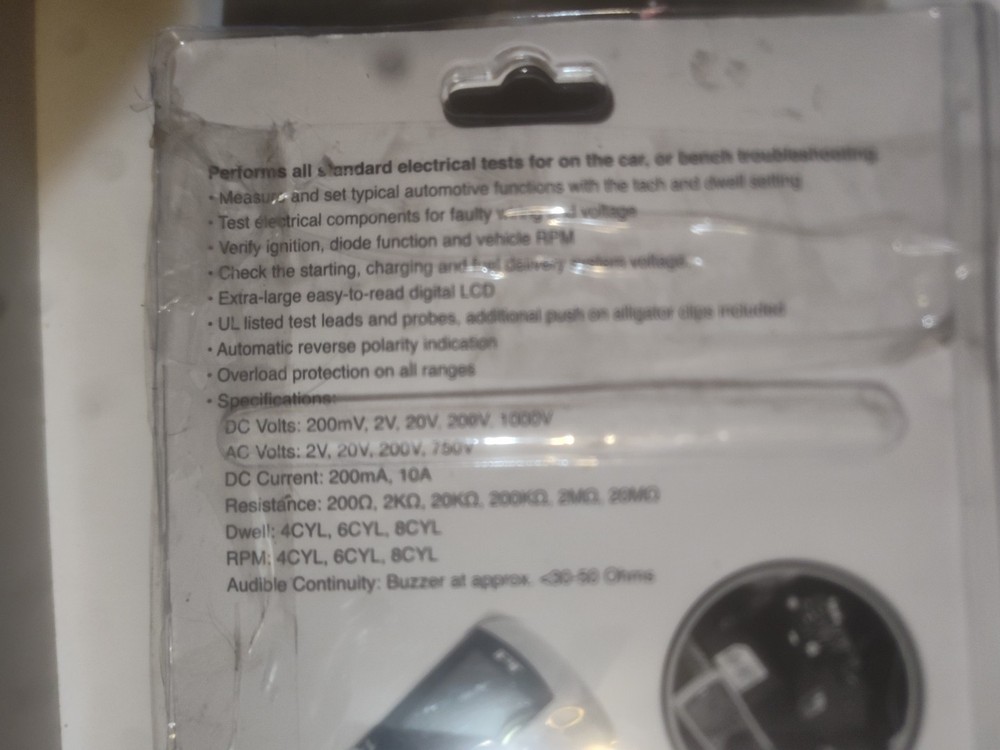 Performs all standard electrical tests for on the car, or bench troubleshooting.
• Measure and set typical automotive functions with the tach and dwell setting
• Test electrical components for faulty wiring and voltage
• Verify ignition, diode function and vehicle RPM
• Check the starting, charging and fuel delivery system voltage
• Extra-large easy-to-read digital LCD
• UL listed test leads and probes, additional push on alligator clips included
• Automatic reverse polarity indication
• Overload protection on all ranges
• Specifications:
DC Volts: 200mV, 2V, 20V, 200V, 1000V
AC Volts: 2V, 20V, 200V, 750V
DC Current: 200mA, 10A
Resistance: 200Ω, 2KΩ, 20KΩ, 200KΩ, 2MΩ, 20MΩ
Dwell: 4CYL, 6CYL, 8CYL
RPM: 4CYL, 6CYL, 8CYL
Audible Continuity: Buzzer at approx. <30-50 Ohms